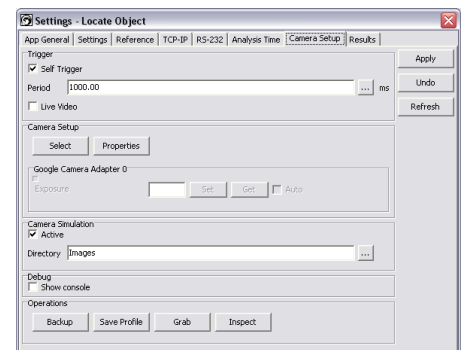 Settings - Locate Object
App General Settings Reference TCP-IP RS-232 Analysis Time Camera Setup Results
Trigger
Self Trigger
Period 1000.00 ... ms
Live Video
Apply
Undo
Refresh
Camera Setup
Select Properties
Google Camera Adapter 0
Exposure Set Get Auto
Camera Simulation
Active
Directory Images ...
Debug
Show console
Operations
Backup Save Profile Grab Inspect